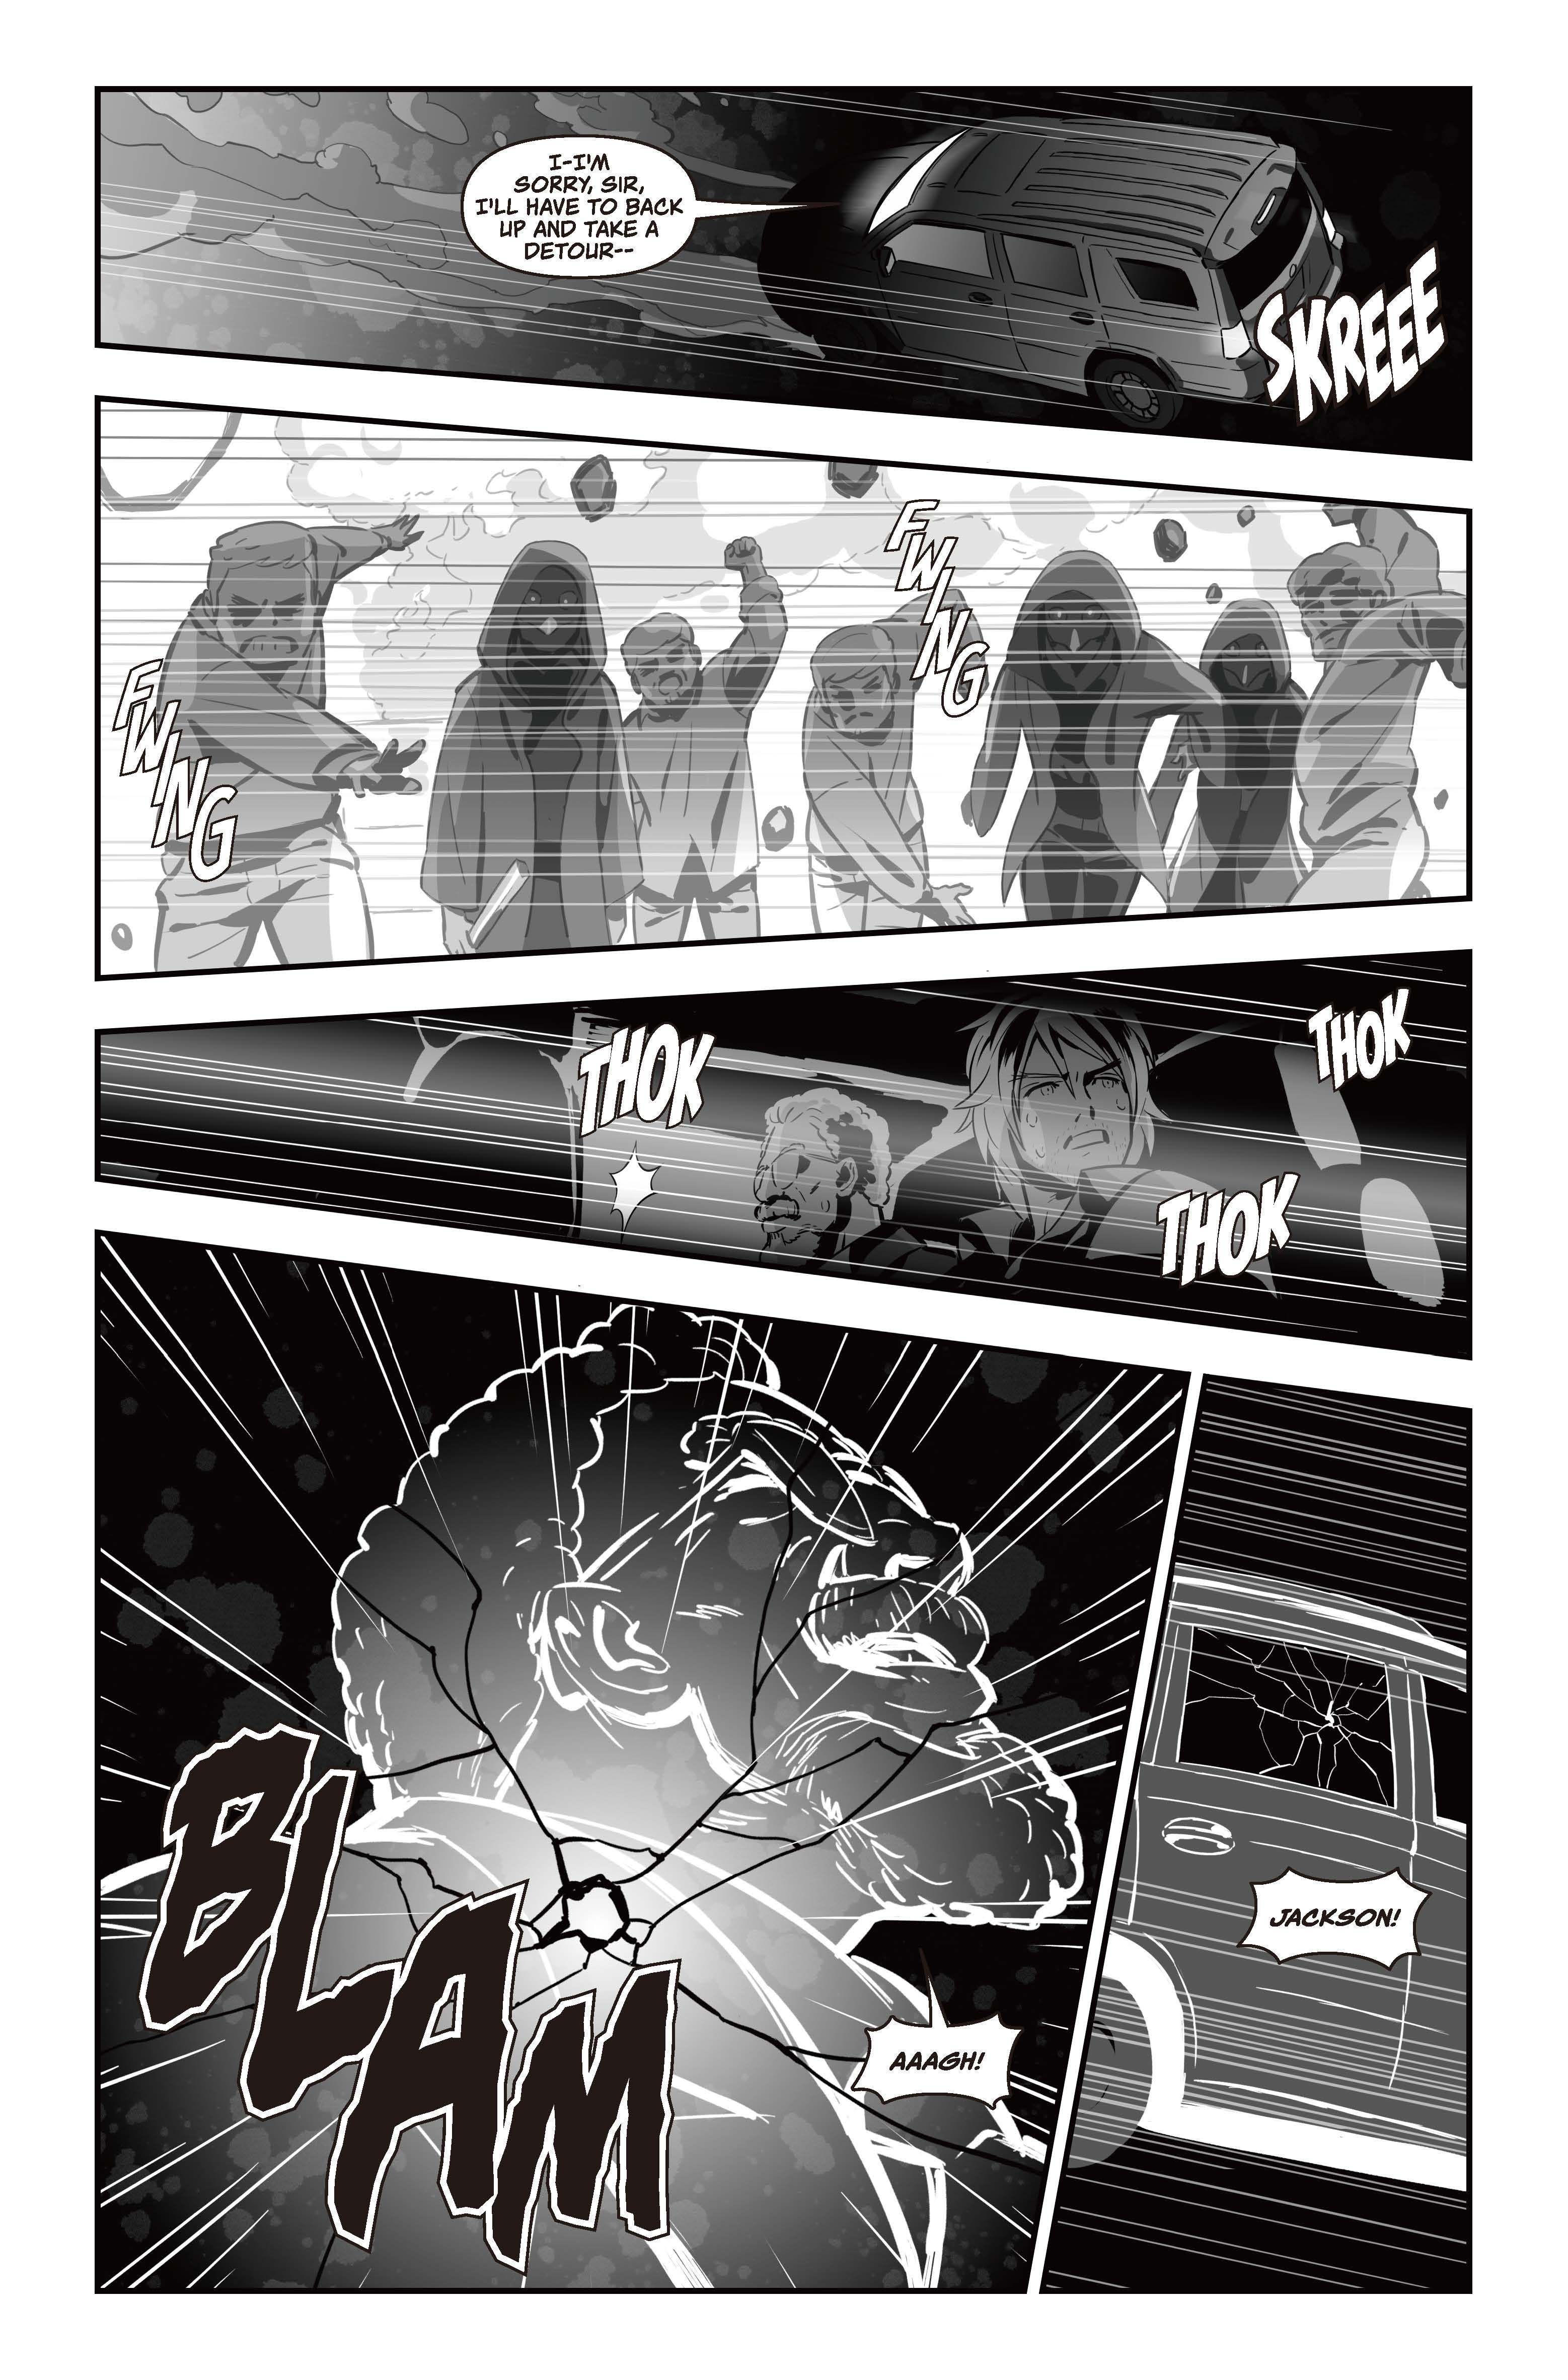 I-I'M
SORRY, SIR,
I'LL HAVE TO BACK
UP AND TAKE A
DETOUR--
SKREEE
FWING
FWING
THOK
THOK
THOK
BLAM
AAAGH!
JACKSON!